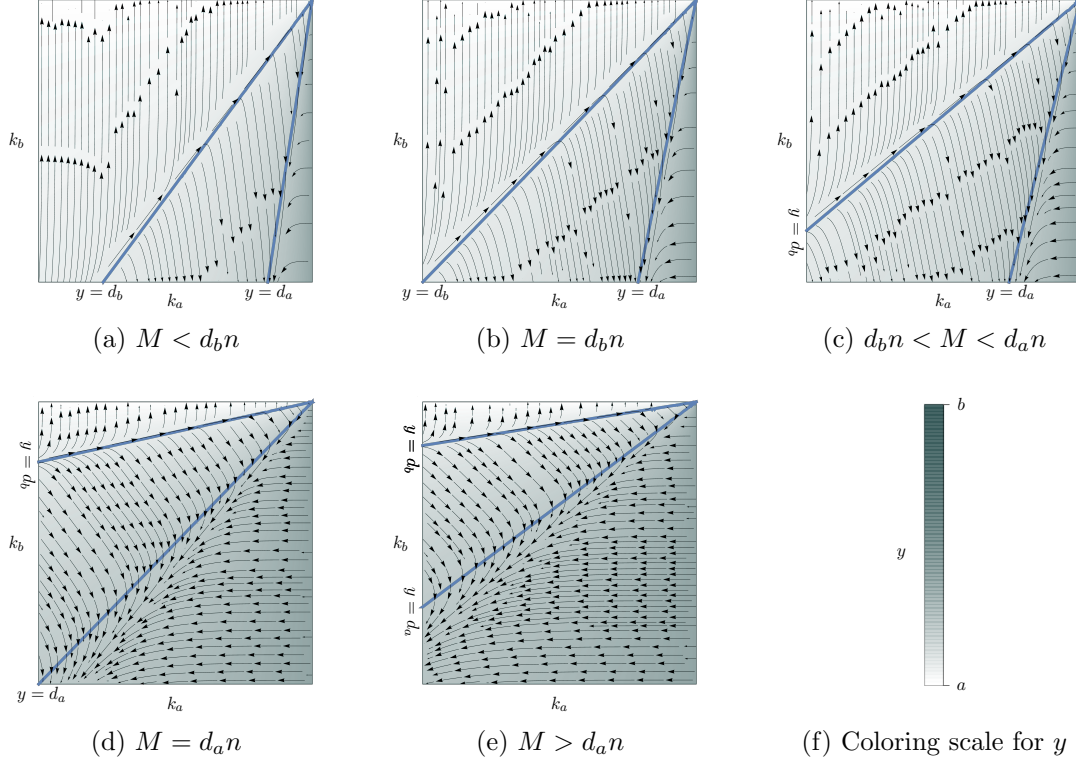 k_b
y = d_b
k_a
y = d_a
(a) M < d_b n
k_b
y = d_b
k_a
y = d_a
(b) M = d_b n
k_b
y = d_b
k_a
y = d_a
(c) d_b n < M < d_a n
y = d_b
k_b
y = d_a
k_a
(d) M = d_a n
y = d_b
k_b
y = d_a
k_a
(e) M > d_a n
b
y
a
(f) Coloring scale for y